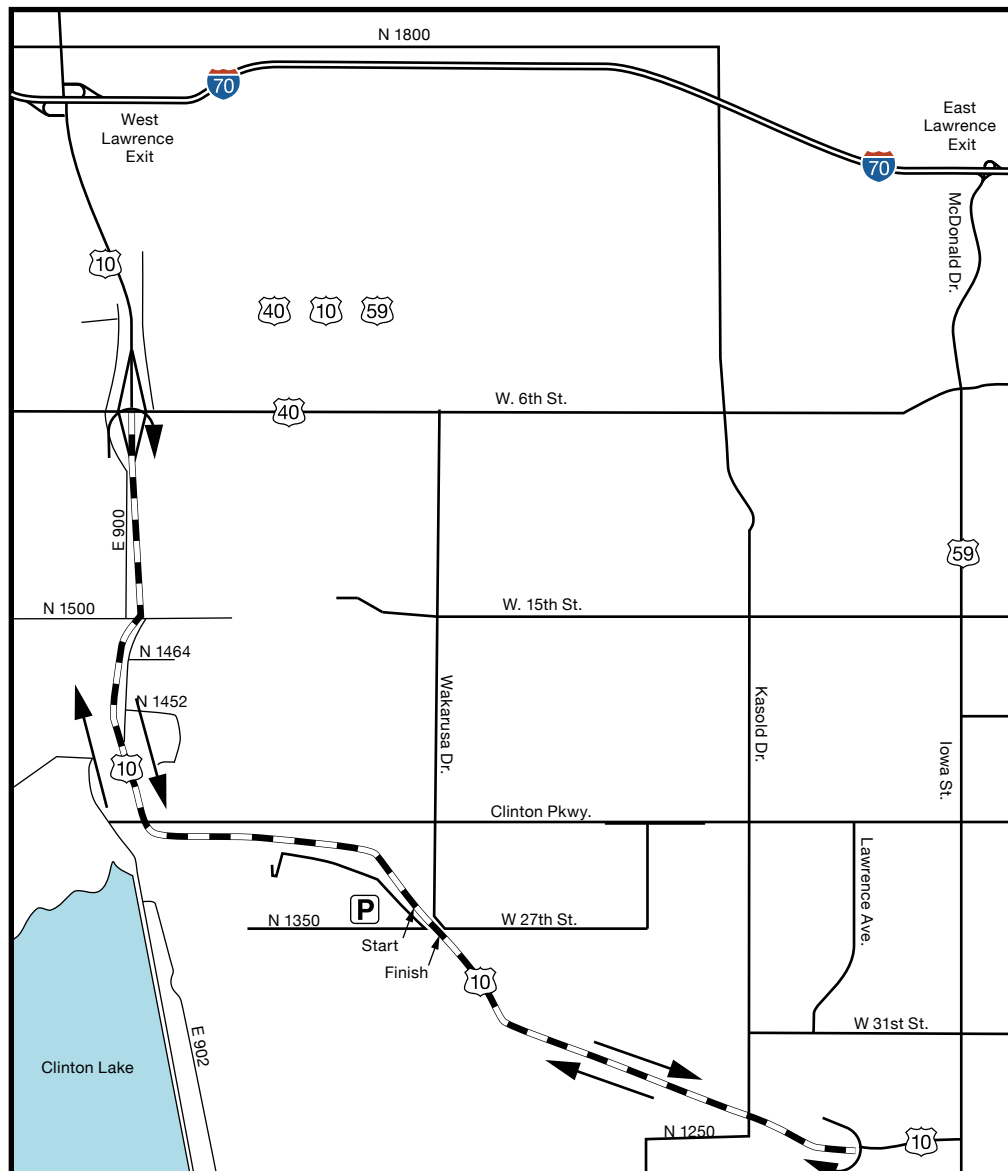 N 1800
70
West
Lawrence
Exit
East
Lawrence
Exit
70
McDonald Dr.
10
40
10
59
W. 6th St.
40
E 900
59
N 1500
W. 15th St.
N 1464
Wakarusa Dr.
Kasold Dr.
N 1452
Iowa St.
10
Clinton Pkwy.
Lawrence Ave.
P
N 1350
W 27th St.
Start
Finish
10
E 902
W 31st St.
Clinton Lake
N 1250
10